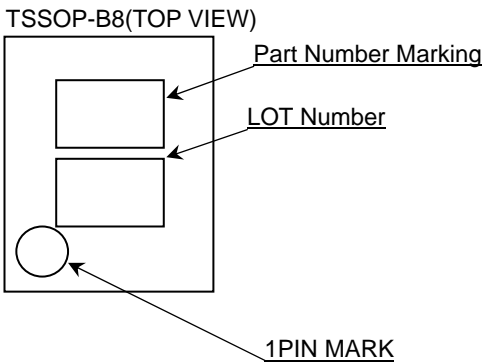 TSSOP-B8(TOP VIEW)
Part Number Marking
LOT Number
1PIN MARK